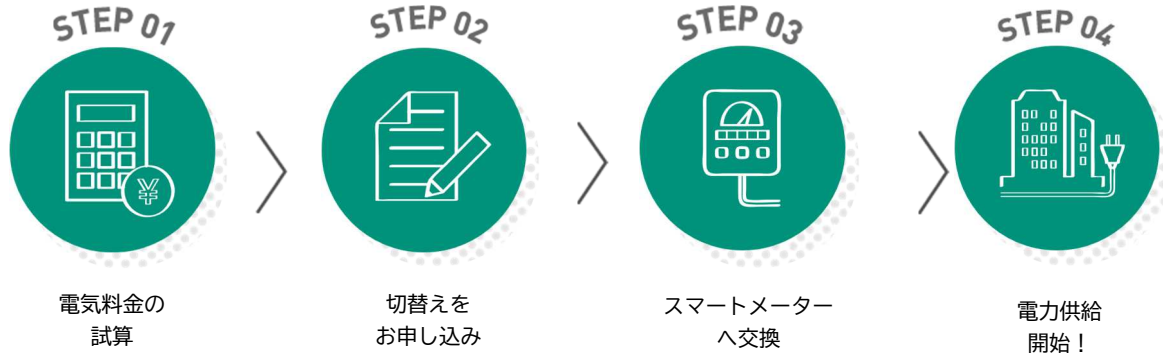 STEP 01
STEP 02
STEP 03
STEP 04
¥
電気料金の
試算
切替えを
お申し込み
スマートメーター
へ交換
電力供給
開始！